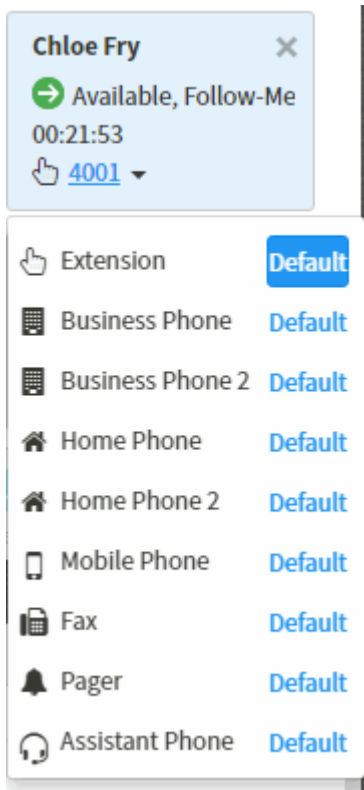 Chloe Fry
Available, Follow-Me
00:21:53
4001
Extension Default
Business Phone Default
Business Phone 2 Default
Home Phone Default
Home Phone 2 Default
Mobile Phone Default
Fax Default
Pager Default
Assistant Phone Default